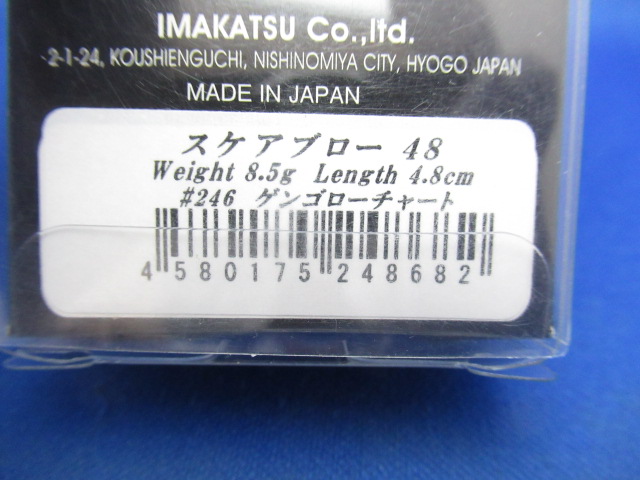 IMAKATSU Co.,ltd.
2-1-24, KOUSHIENGUCHI, NISHINOMIYA CITY, HYOGO JAPAN
MADE IN JAPAN
スケアブロー 48
Weight 8.5g Length 4.8cm
#246 ゲンゴローチャート
4 580175 248682